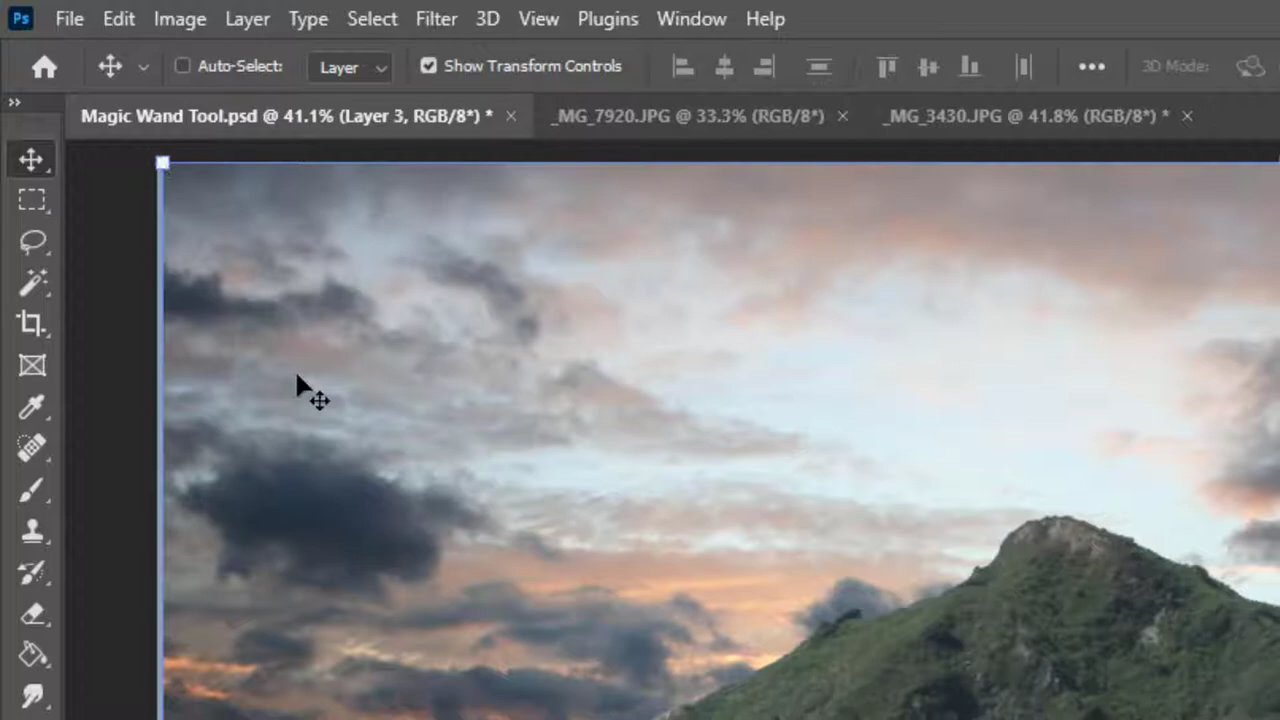 Ps File Edit Image Layer Type Select Filter 3D View Plugins Window Help
Auto-Select: Layer Show Transform Controls 3D Mode:
Magic Wand Tool.psd @ 41.1% (Layer 3, RGB/8*) * × _MG_7920.JPG @ 33.3% (RGB/8*) × _MG_3430.JPG @ 41.8% (RGB/8*) * ×